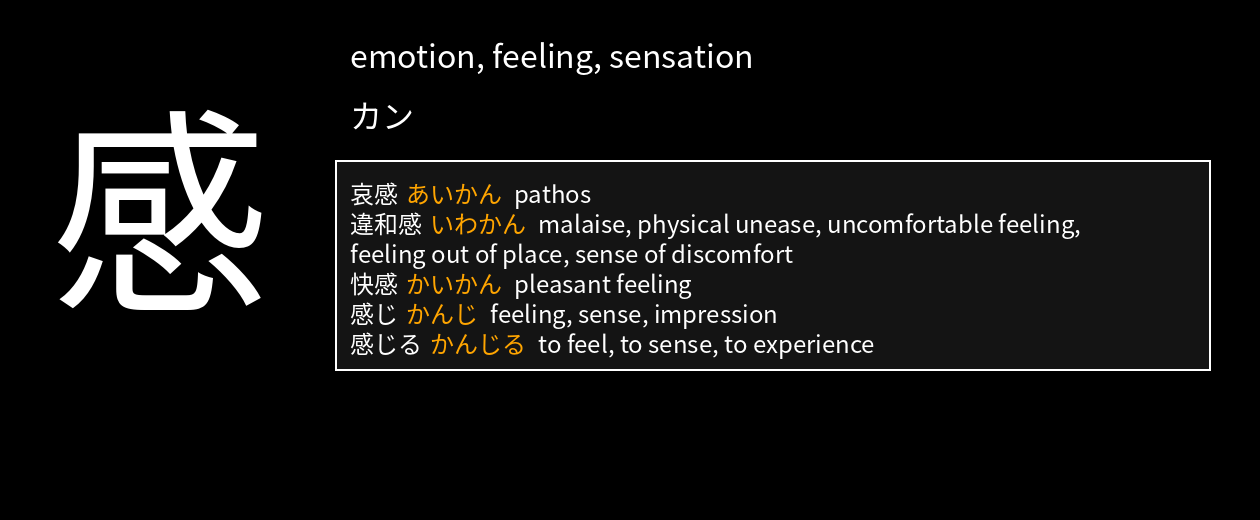 感
emotion, feeling, sensation
カン
哀感 あいかん pathos
違和感 いわかん malaise, physical unease, uncomfortable feeling,
feeling out of place, sense of discomfort
快感 かいかん pleasant feeling
感じ かんじ feeling, sense, impression
感じる かんじる to feel, to sense, to experience